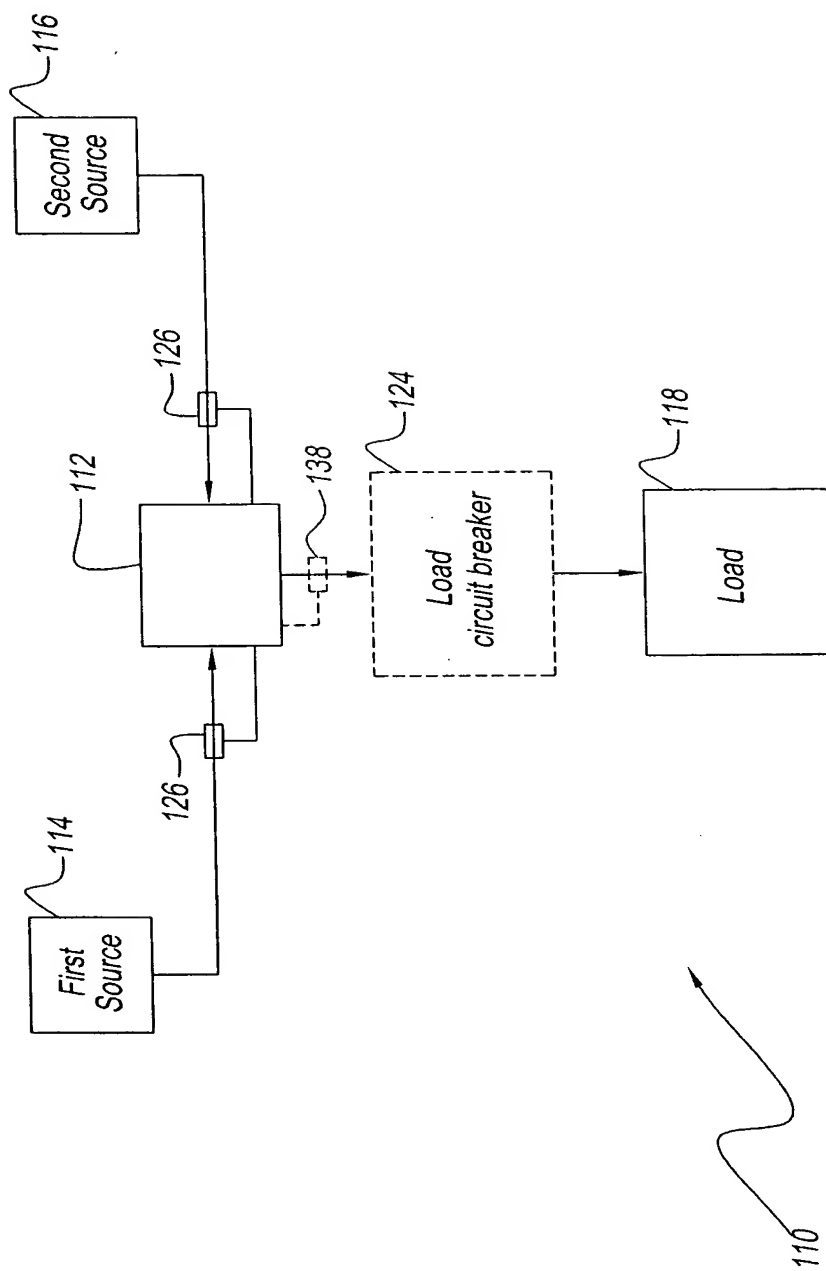 114
First
Source
116
Second
Source
126
126
112
138
124
Load
circuit breaker
118
Load
110